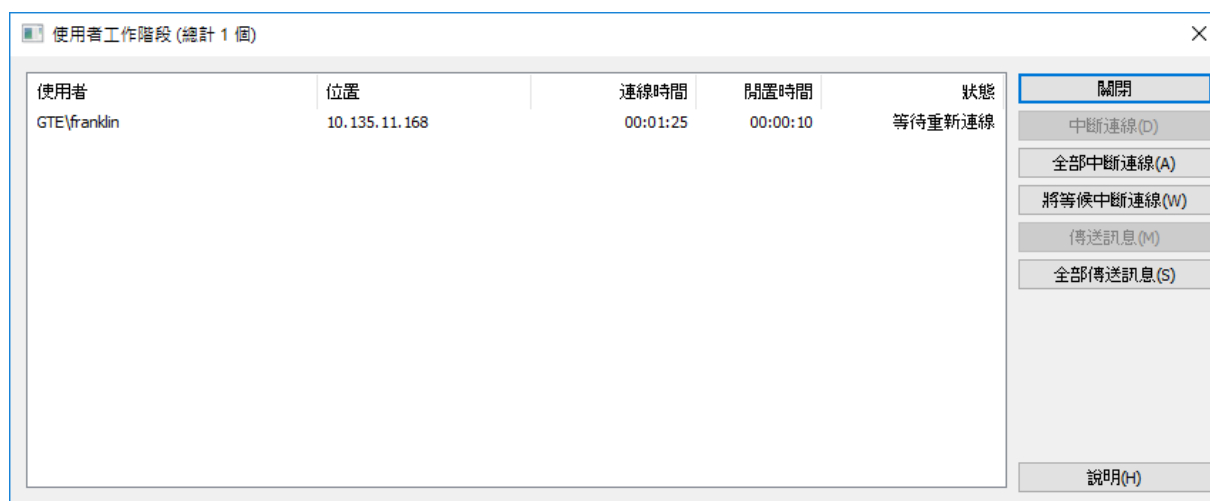 使用者工作階段 (總計 1 個)
使用者 位置 連線時間 閒置時間 狀態
GTE\franklin 10.135.11.168 00:01:25 00:00:10 等待重新連線
關閉
中斷連線(D)
全部中斷連線(A)
將等候中斷連線(W)
傳送訊息(M)
全部傳送訊息(S)
說明(H)